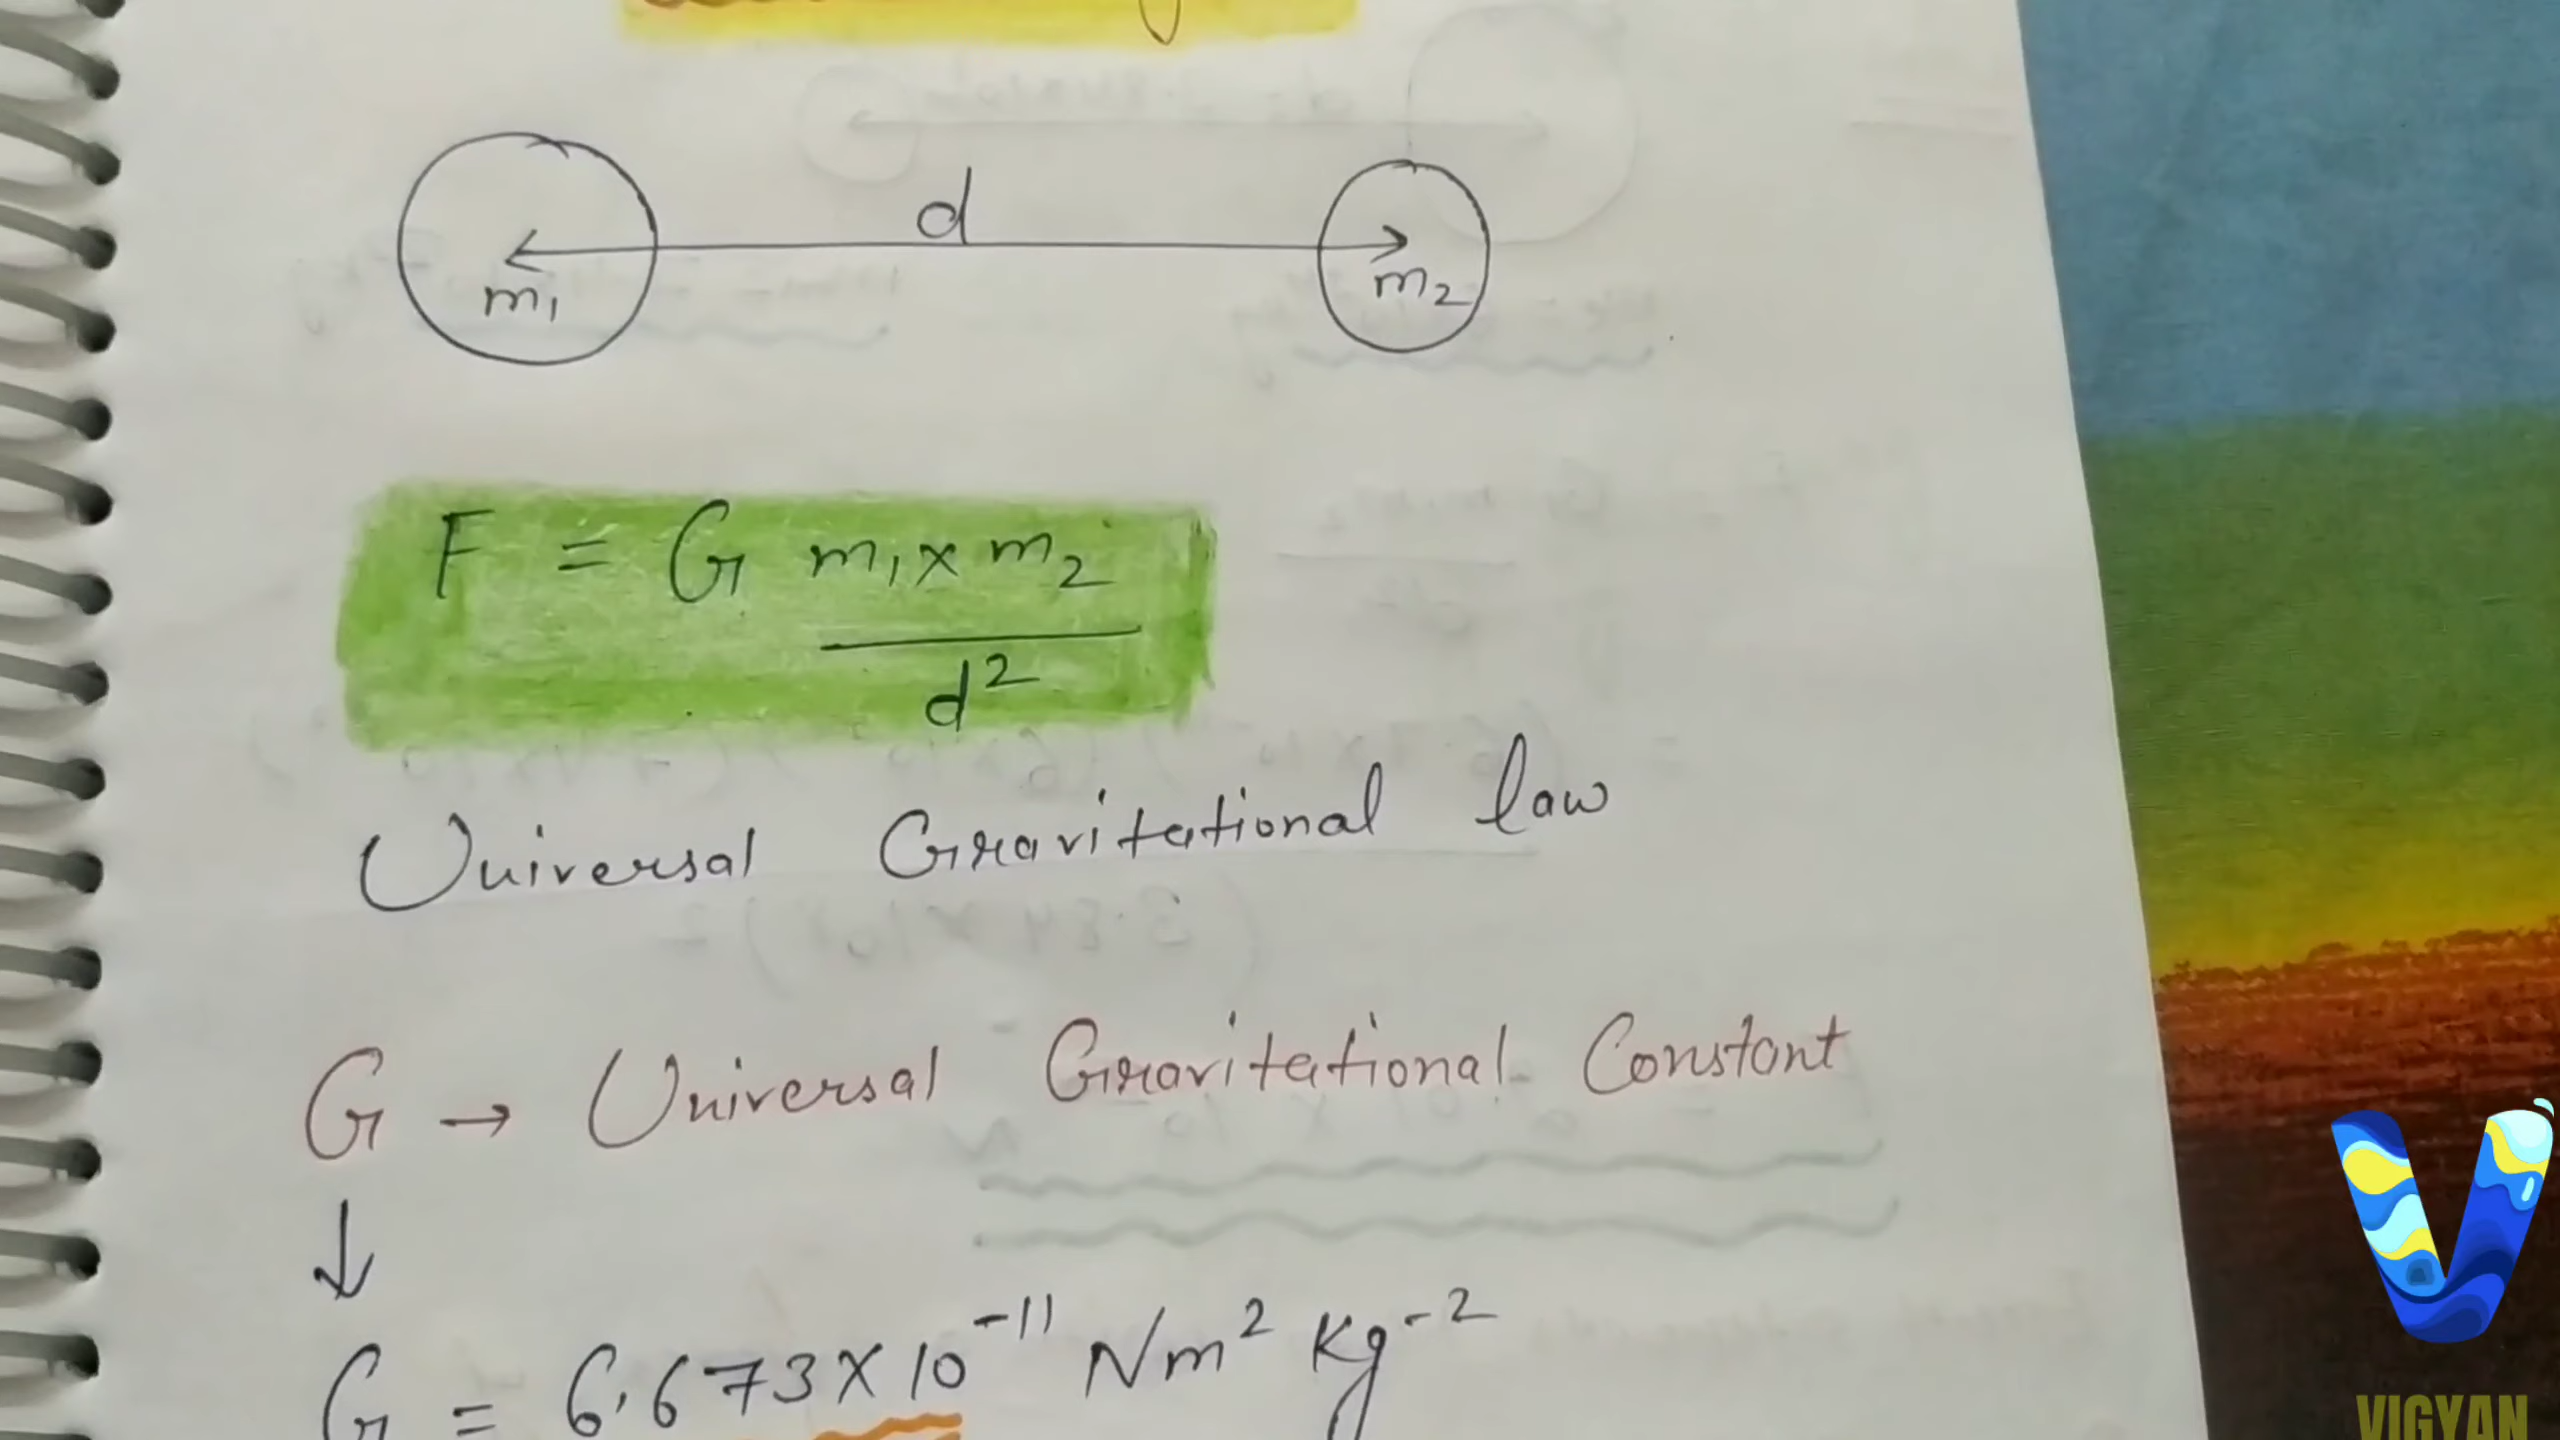 d
m₁ m₂
F = G m₁ x m₂
d²
Universal Gravitational law
G → Universal Gravitational Constant
↓
G = 6.673 X 10⁻¹¹ Nm² Kg⁻²
VIGYAN